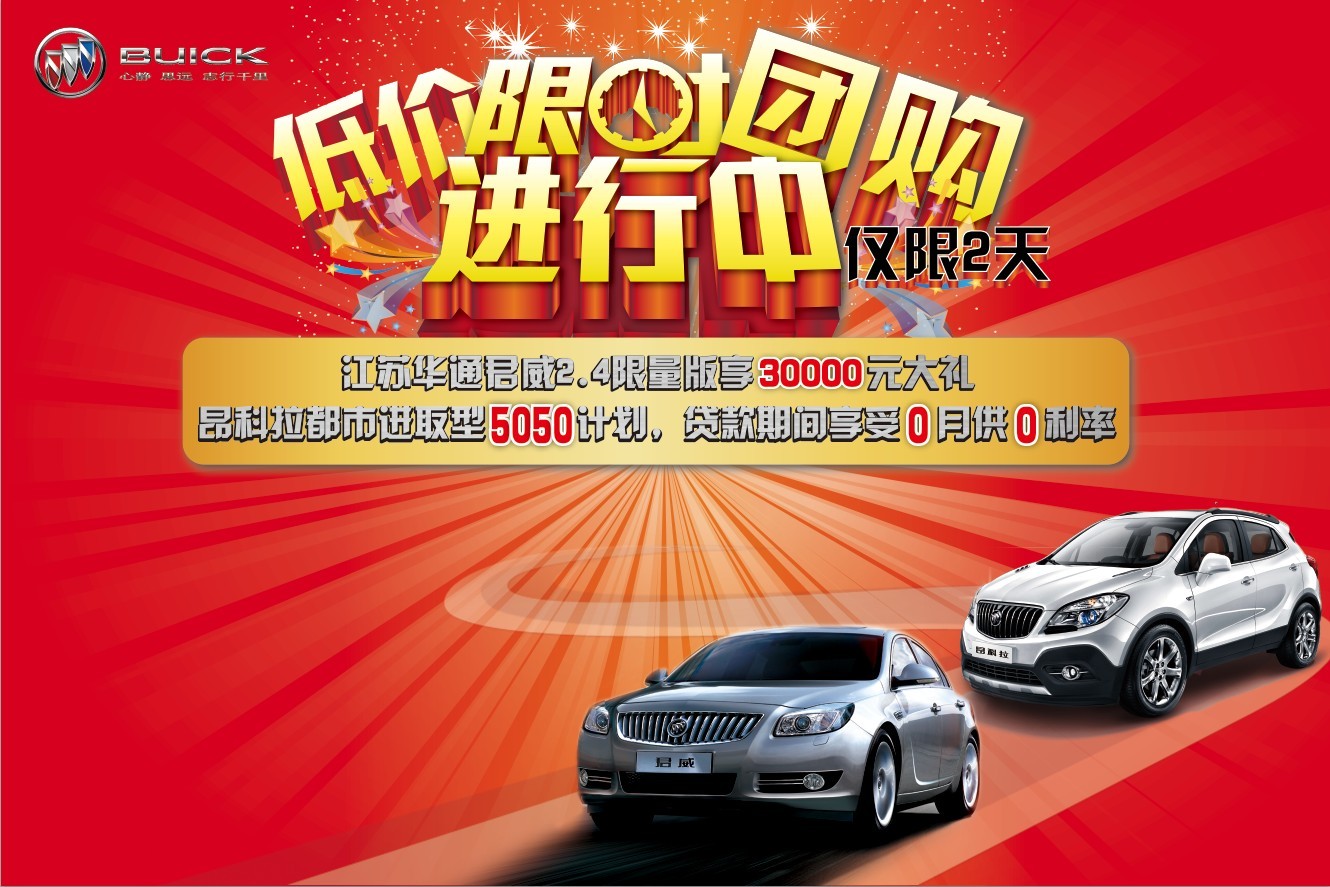 BUICK
心静 思远 志行千里
低价限时团购
进行中
仅限2天
江苏华通君威2.4限量版享30000元大礼
昂科拉都市进取型5050计划，贷款期间享受0月供0利率
昂科拉
君威